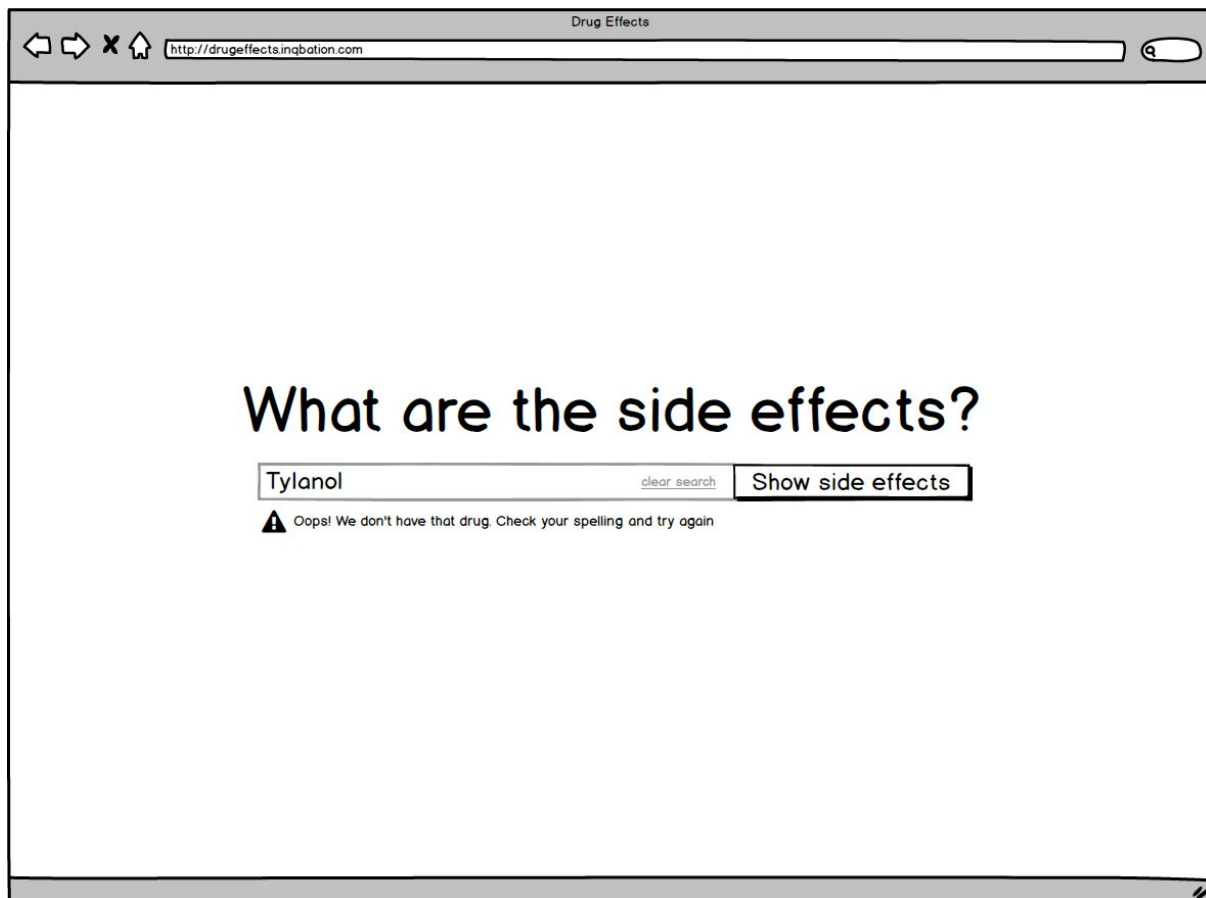 Drug Effects
http://drugeffects.inqbation.com
What are the side effects?
Tylanol clear search Show side effects
Oops! We don't have that drug. Check your spelling and try again